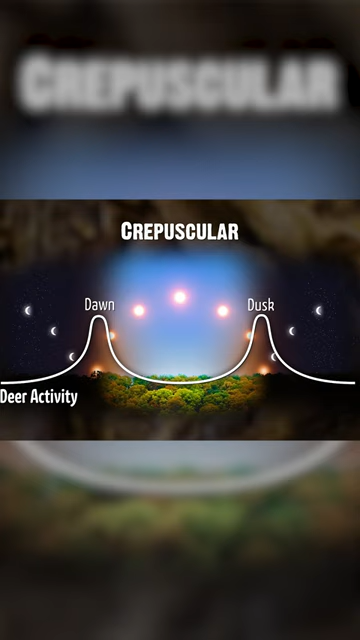 CREPUSCULAR
CREPUSCULAR
Dawn
Dusk
Deer Activity